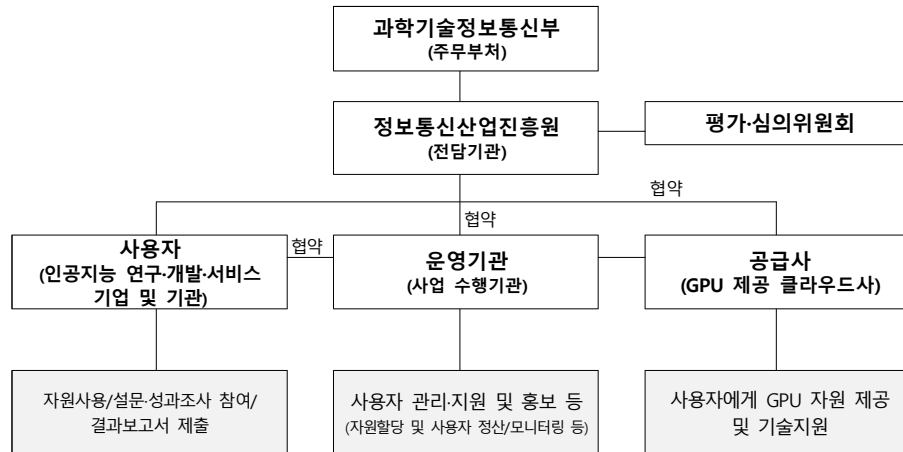 과학기술정보통신부
(주무부처)
정보통신산업진흥원
(전담기관)
평가·심의위원회
협약
협약
사용자
(인공지능 연구·개발·서비스
기업 및 기관)
협약
운영기관
(사업 수행기관)
공급사
(GPU 제공 클라우드사)
자원사용/설문·성과조사 참여/
결과보고서 제출
사용자 관리·지원 및 홍보 등
(자원할당 및 사용자 정산/모니터링 등)
사용자에게 GPU 자원 제공
및 기술지원